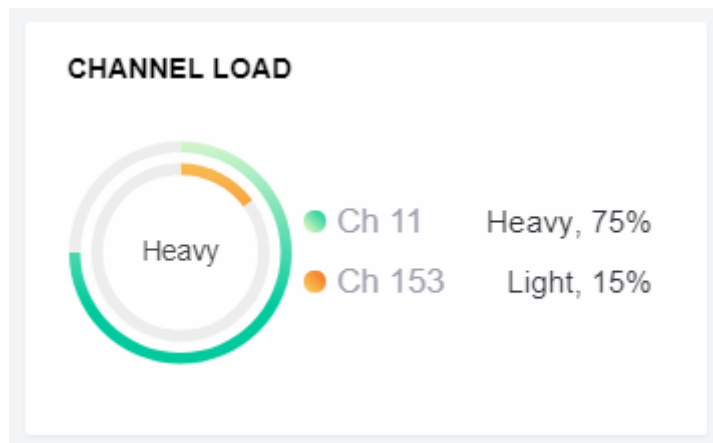 CHANNEL LOAD
Heavy
Ch 11 Heavy, 75%
Ch 153 Light, 15%